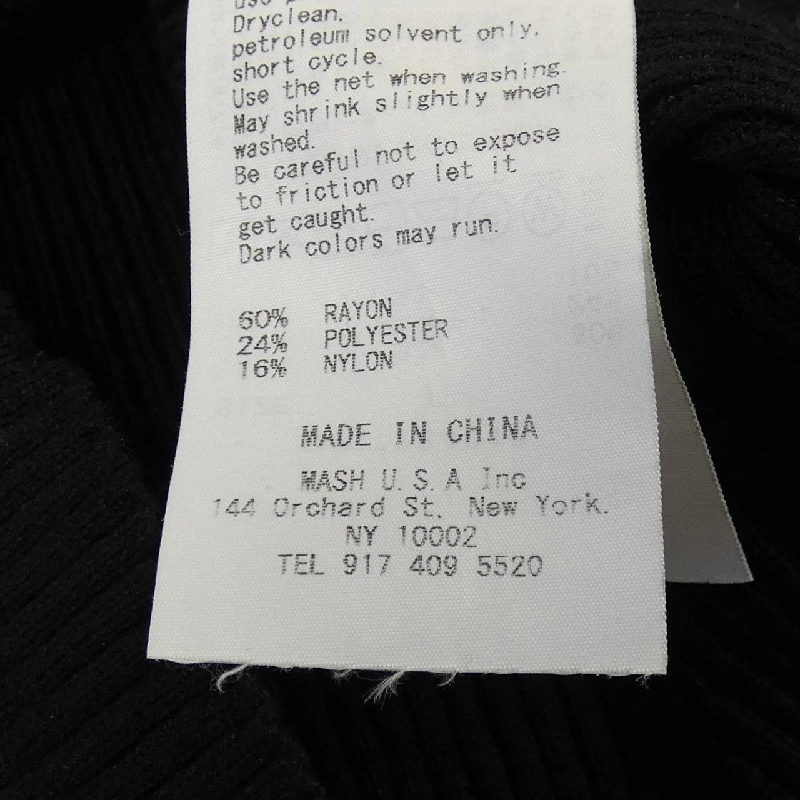 Dryclean.
petroleum solvent only,
short cycle.
Use the net when washing.
May shrink slightly when
washed.
Be careful not to expose
to friction or let it
get caught.
Dark colors may run.
60% RAYON
24% POLYESTER
16% NYLON
MADE IN CHINA
MASH U.S.A Inc
144 Orchard St, New York.
NY 10002
TEL 917 409 5520